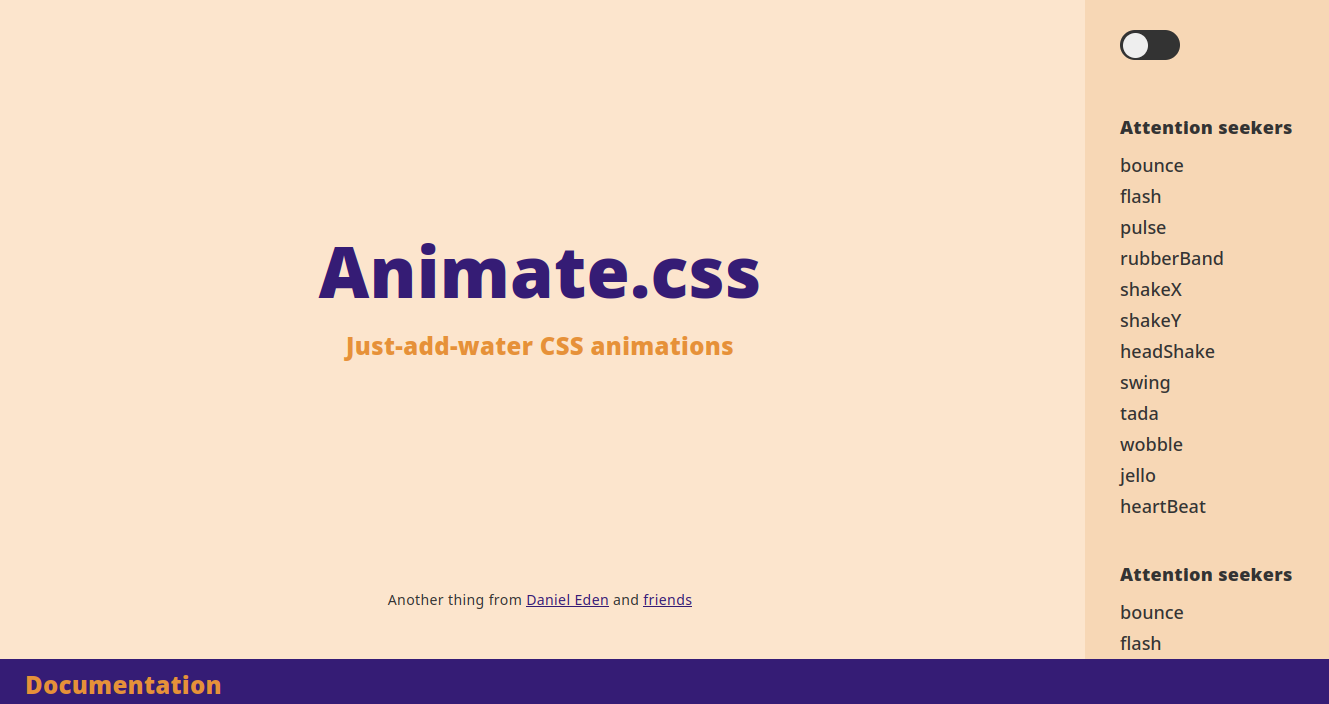 Animate.css
Just-add-water CSS animations
Another thing from Daniel Eden and friends
Attention seekers
bounce
flash
pulse
rubberBand
shakeX
shakeY
headShake
swing
tada
wobble
jello
heartBeat
Attention seekers
bounce
flash
Documentation